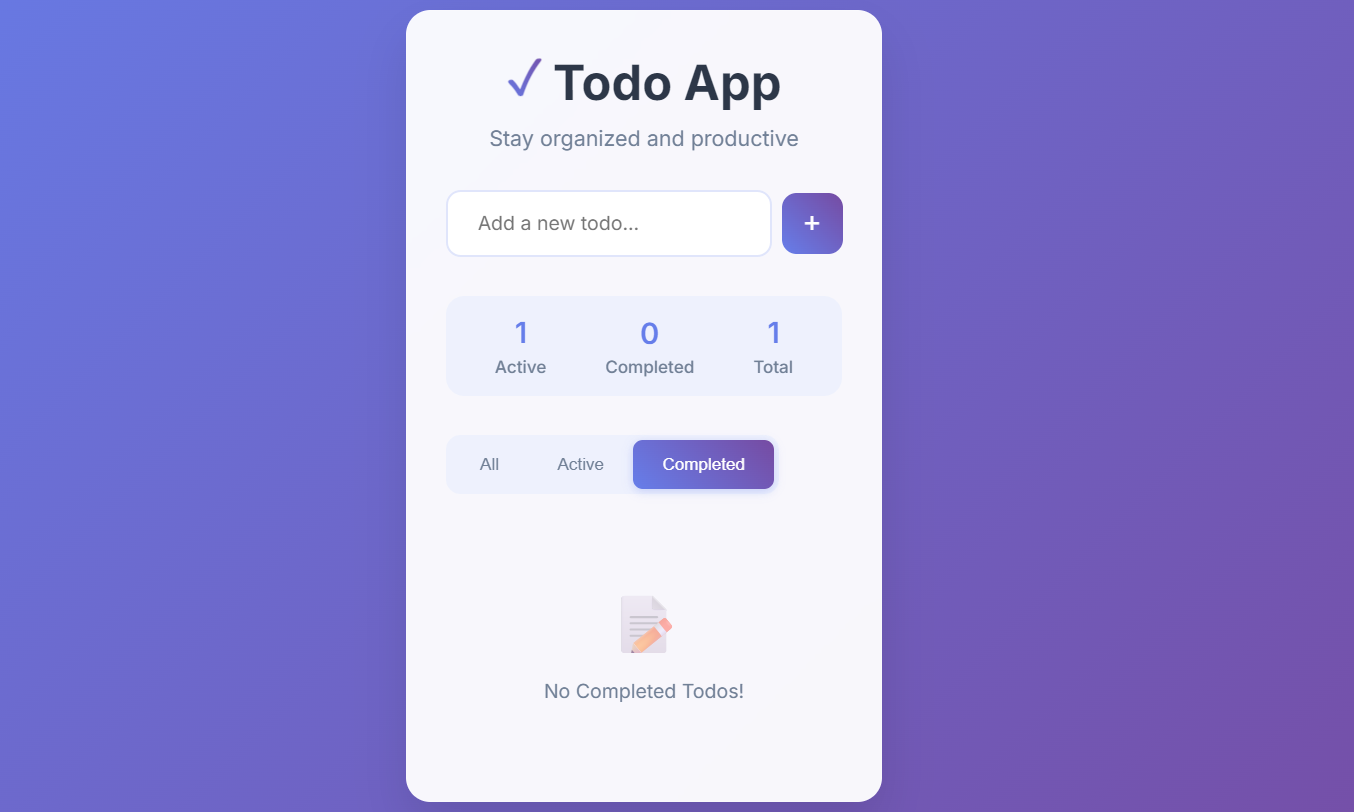 ✓ Todo App
Stay organized and productive
Add a new todo...
+
1 0 1
Active Completed Total
All Active Completed
No Completed Todos!